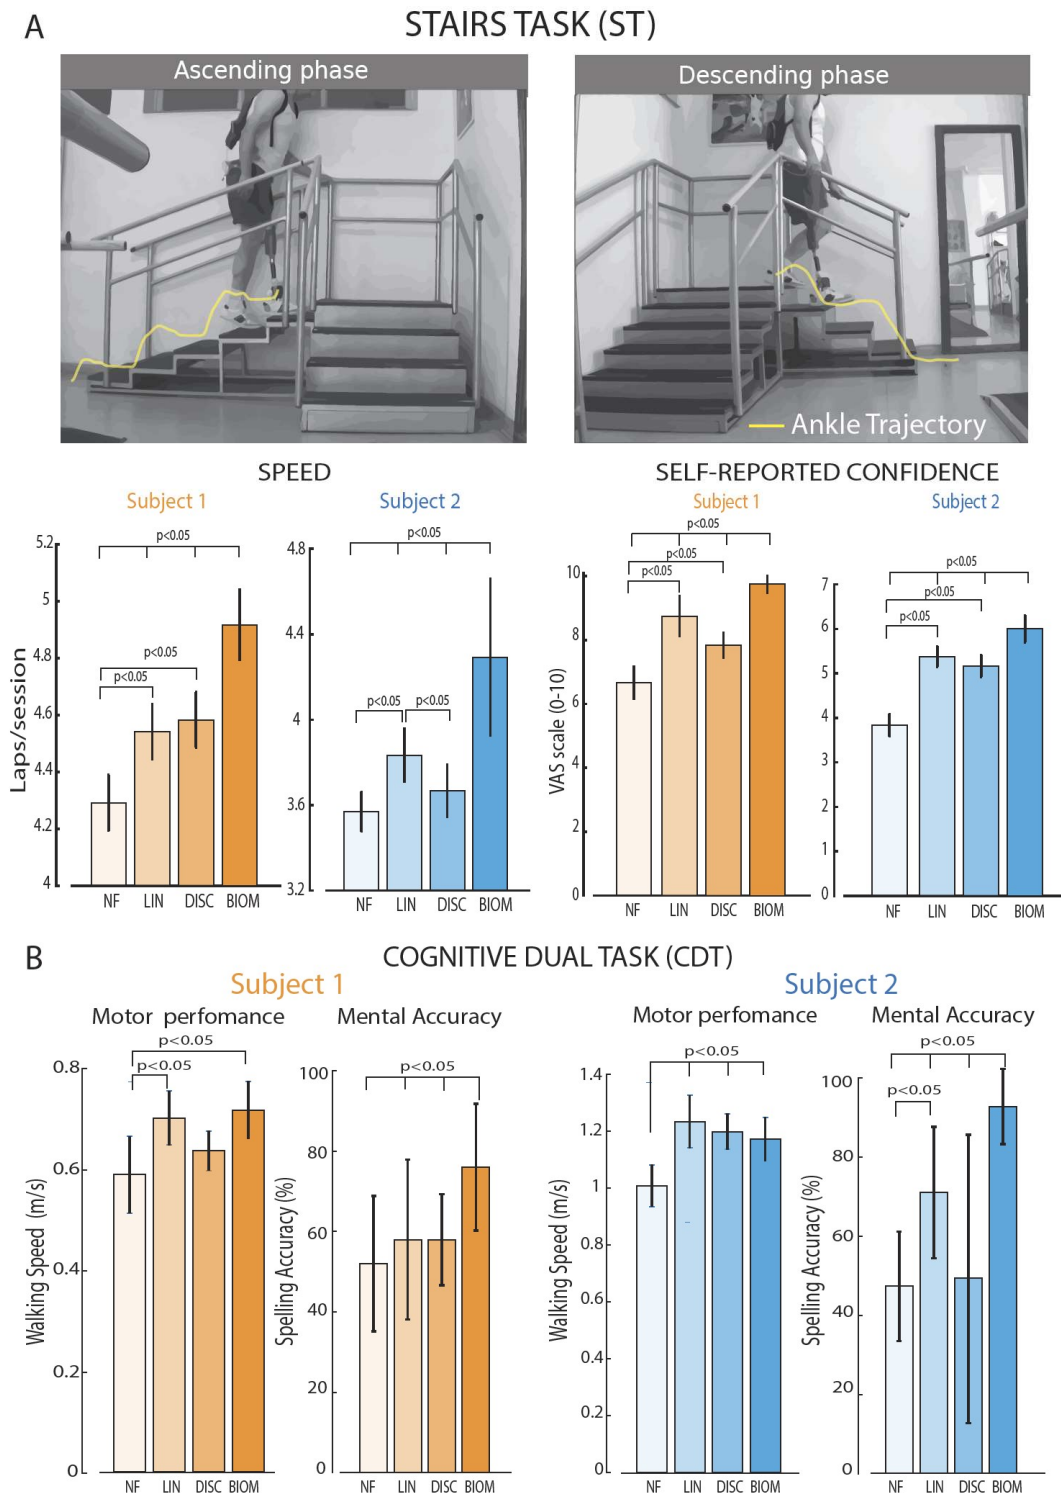 A
STAIRS TASK (ST)
Ascending phase
Descending phase
Ankle Trajectory
SPEED
Subject 1
Subject 2
Laps/session
5.2
5
4.8
4.6
4.4
4.2
4
p<0.05
p<0.05
p<0.05
NF LIN DISC BIOM
4.8
4.4
4
3.6
3.2
p<0.05
p<0.05
p<0.05
NF LIN DISC BIOM
SELF-REPORTED CONFIDENCE
Subject 1
Subject 2
VAS scale (0-10)
10
8
6
4
2
0
p<0.05
p<0.05
p<0.05
NF LIN DISC BIOM
7
6
5
4
3
2
1
0
p<0.05
p<0.05
p<0.05
NF LIN DISC BIOM
B
COGNITIVE DUAL TASK (CDT)
Subject 1
Subject 2
Motor perfomance
Walking Speed (m/s)
0.8
0.6
0.4
0.2
0
p<0.05
p<0.05
NF LIN DISC BIOM
Mental Accuracy
Spelling Accuracy (%)
100
80
60
40
20
0
p<0.05
NF LIN DISC BIOM
Motor perfomance
Walking Speed (m/s)
1.4
1.2
1
0.8
0.6
0.4
0.2
0
p<0.05
NF LIN DISC BIOM
Mental Accuracy
Spelling Accuracy (%)
100
80
60
40
20
0
p<0.05
p<0.05
NF LIN DISC BIOM